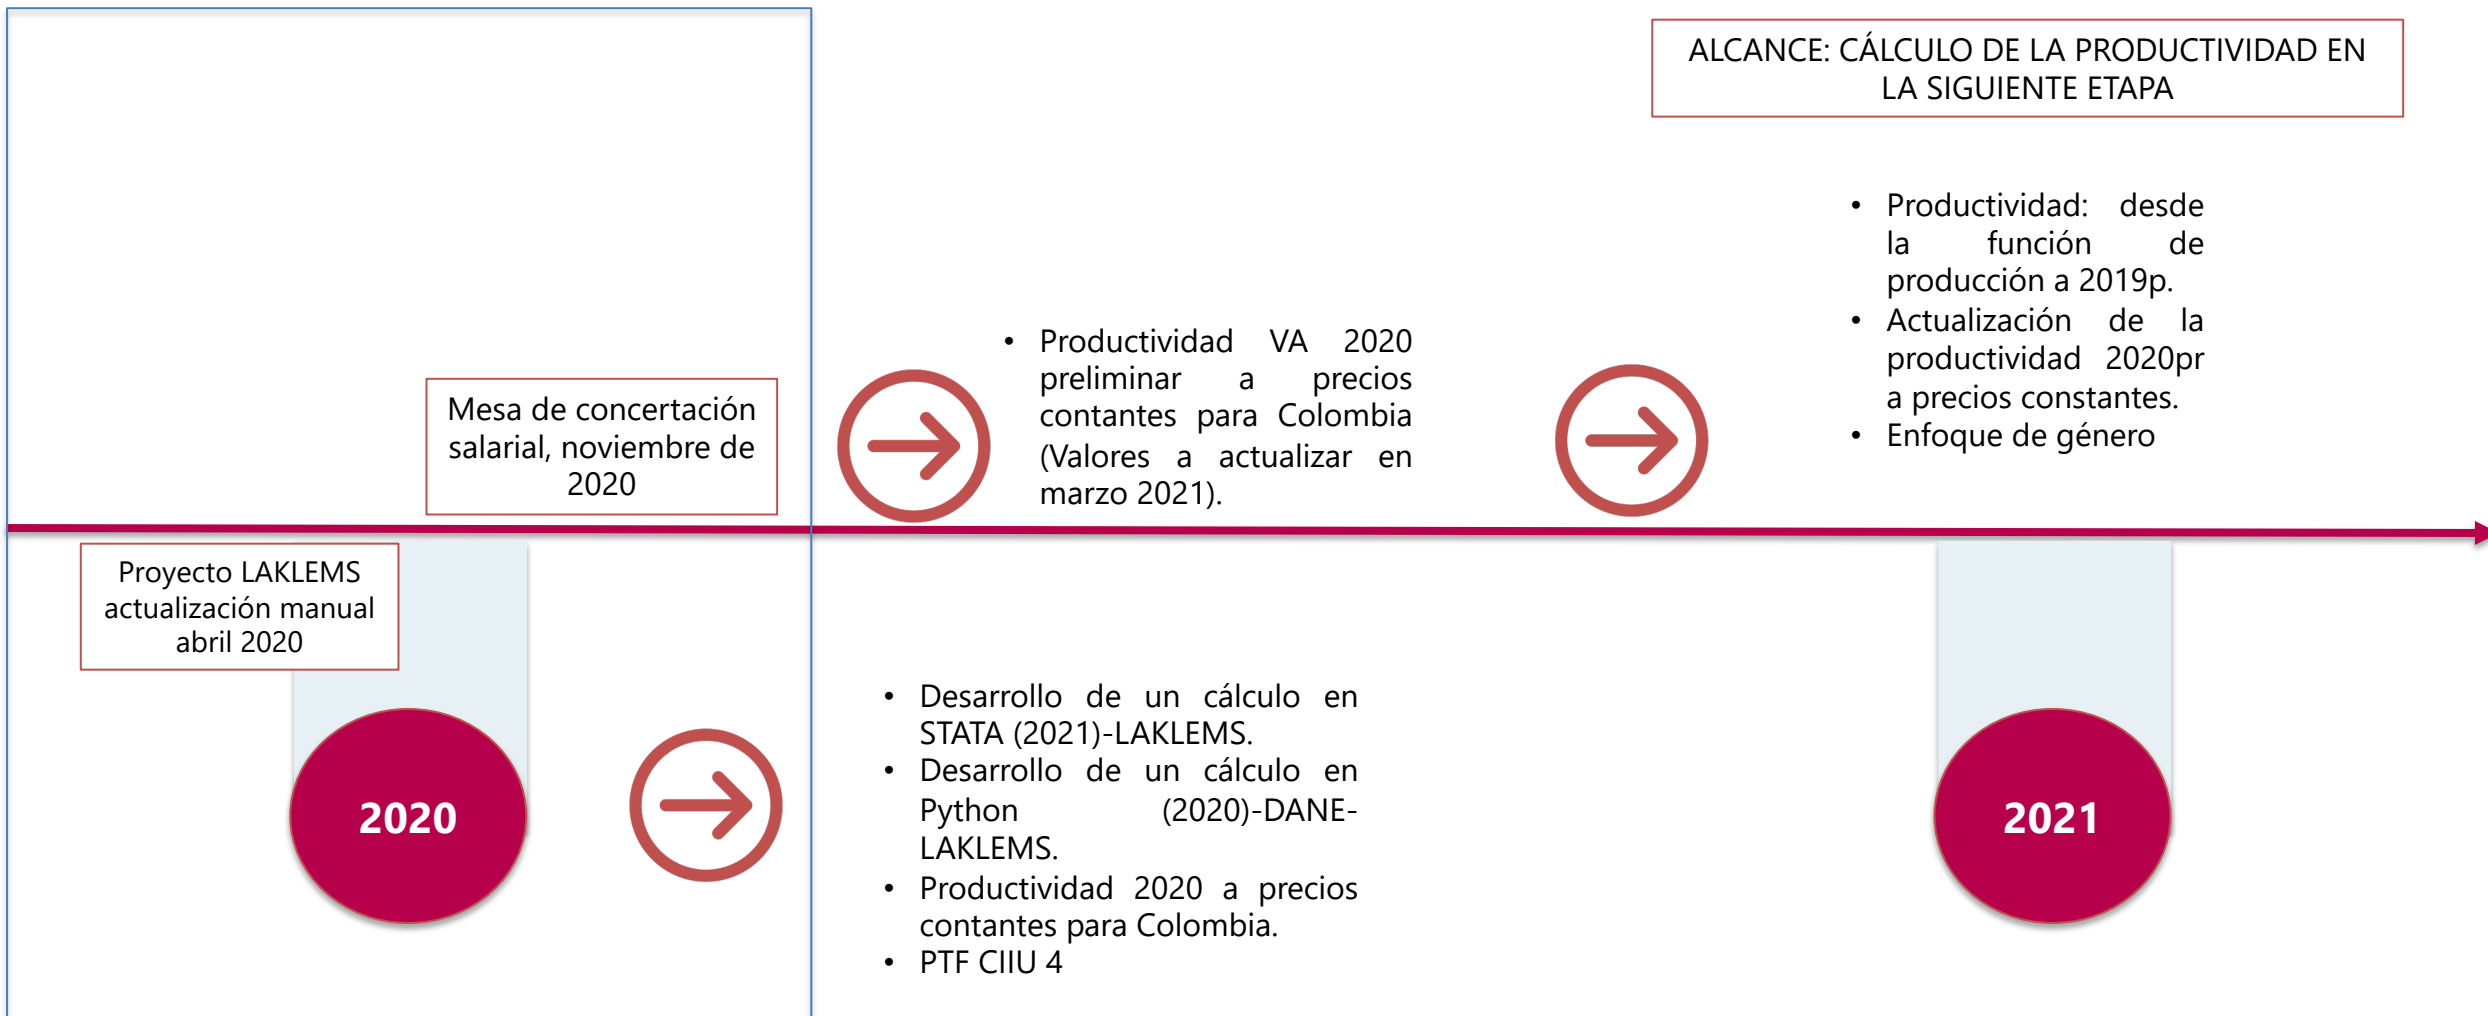 ALCANCE: CÁLCULO DE LA PRODUCTIVIDAD EN
LA SIGUIENTE ETAPA
• Productividad: desde
la función de
producción a 2019p.
• Actualización de la
productividad 2020pr
a precios constantes.
• Enfoque de género
• Productividad VA 2020
preliminar a precios
contantes para Colombia
(Valores a actualizar en
marzo 2021).
Mesa de concertación
salarial, noviembre de
2020
Proyecto LAKLEMS
actualización manual
abril 2020
2020
• Desarrollo de un cálculo en
STATA (2021)-LAKLEMS.
• Desarrollo de un cálculo en
Python (2020)-DANE-
LAKLEMS.
• Productividad 2020 a precios
contantes para Colombia.
• PTF CIIU 4
2021